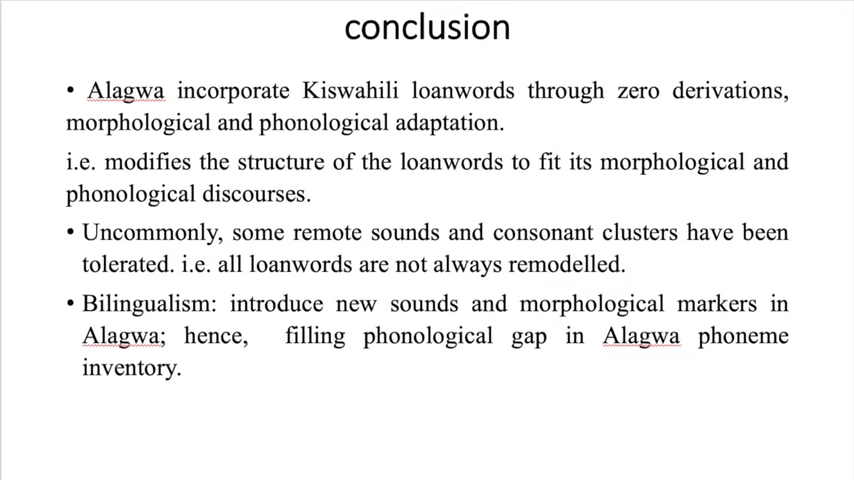 conclusion
• Alagwa incorporate Kiswahili loanwords through zero derivations,
morphological and phonological adaptation.
i.e. modifies the structure of the loanwords to fit its morphological and
phonological discourses.
• Uncommonly, some remote sounds and consonant clusters have been
tolerated. i.e. all loanwords are not always remodelled.
• Bilingualism: introduce new sounds and morphological markers in
Alagwa; hence, filling phonological gap in Alagwa phoneme
inventory.